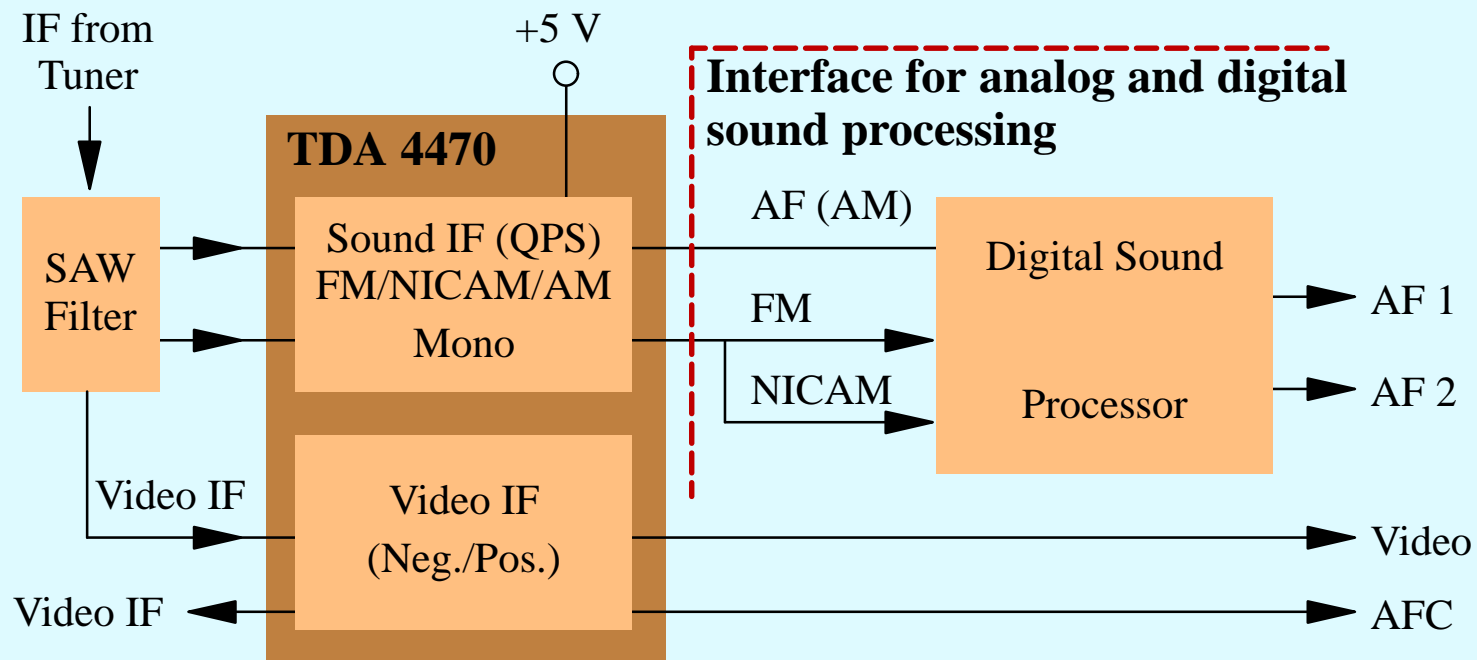 IF from
Tuner
+5 V
Interface for analog and digital
sound processing
TDA 4470
SAW
Filter
Sound IF (QPS)
FM/NICAM/AM
Mono
AF (AM)
FM
NICAM
Digital Sound
Processor
AF 1
AF 2
Video IF
Video IF
(Neg./Pos.)
Video
Video IF
AFC